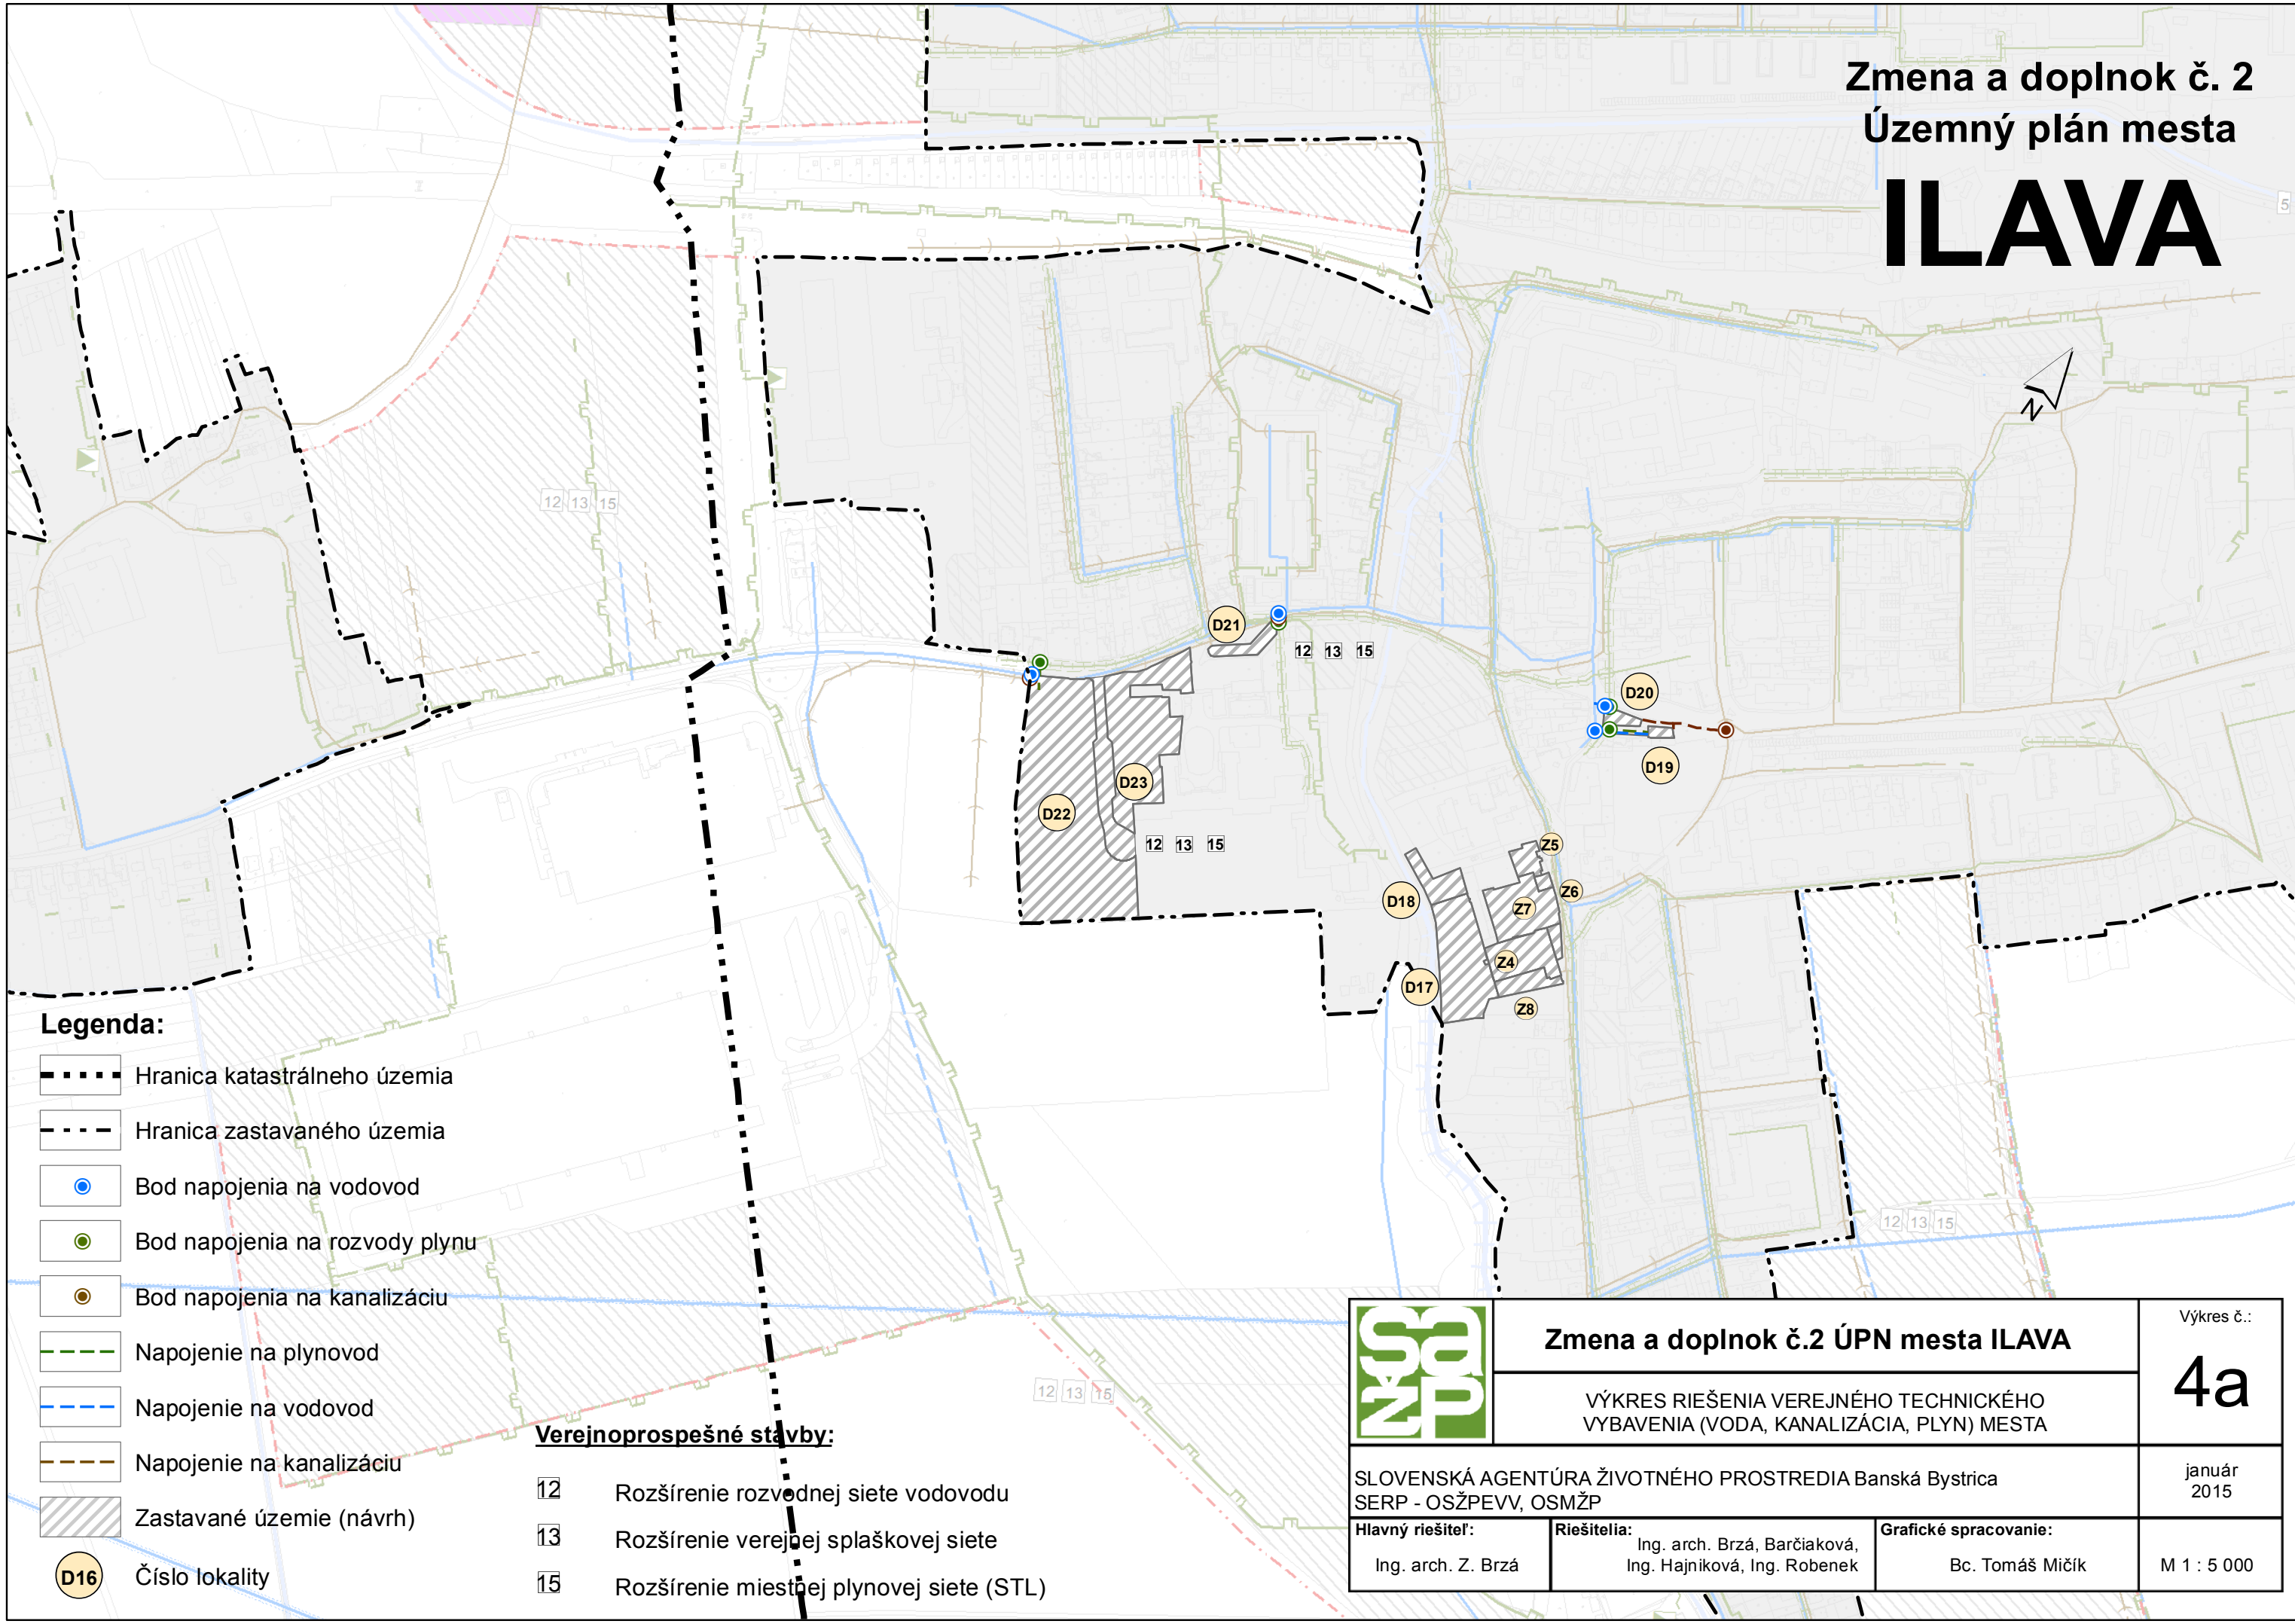 Zmena a doplnok č. 2
Územný plán mesta
ILAVA
5
N
12 13 15
D21
12 13 15
D20
D19
D23
D22
12 13 15
Z5
Z6
D18
Z7
Z4
D17
Z8
12 13 15
12 13 15
Legenda:
Hranica katastrálneho územia
Hranica zastavaného územia
Bod napojenia na vodovod
Bod napojenia na rozvody plynu
Bod napojenia na kanalizáciu
Napojenie na plynovod
Napojenie na vodovod
Napojenie na kanalizáciu
Zastavané územie (návrh)
D16 Číslo lokality
Verejnoprospešné stavby:
12 Rozšírenie rozvodnej siete vodovodu
13 Rozšírenie verejnej splaškovej siete
15 Rozšírenie miestnej plynovej siete (STL)
sažp
Zmena a doplnok č.2 ÚPN mesta ILAVA
VÝKRES RIEŠENIA VEREJNÉHO TECHNICKÉHO
VYBAVENIA (VODA, KANALIZÁCIA, PLYN) MESTA
Výkres č.:
4a
SLOVENSKÁ AGENTÚRA ŽIVOTNÉHO PROSTREDIA Banská Bystrica
SERP - OSŽPEVV, OSMŽP
január
2015
Hlavný riešiteľ:
Ing. arch. Z. Brzá
Riešitelia:
Ing. arch. Brzá, Barčiaková,
Ing. Hajniková, Ing. Robenek
Grafické spracovanie:
Bc. Tomáš Mičík
M 1 : 5 000